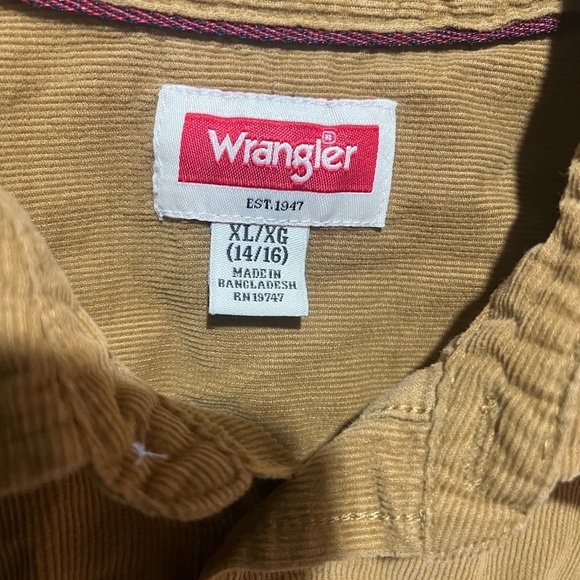 Wrangler
EST. 1947
XL/XG
(14/16)
MADE IN
BANGLADESH
RN 19747